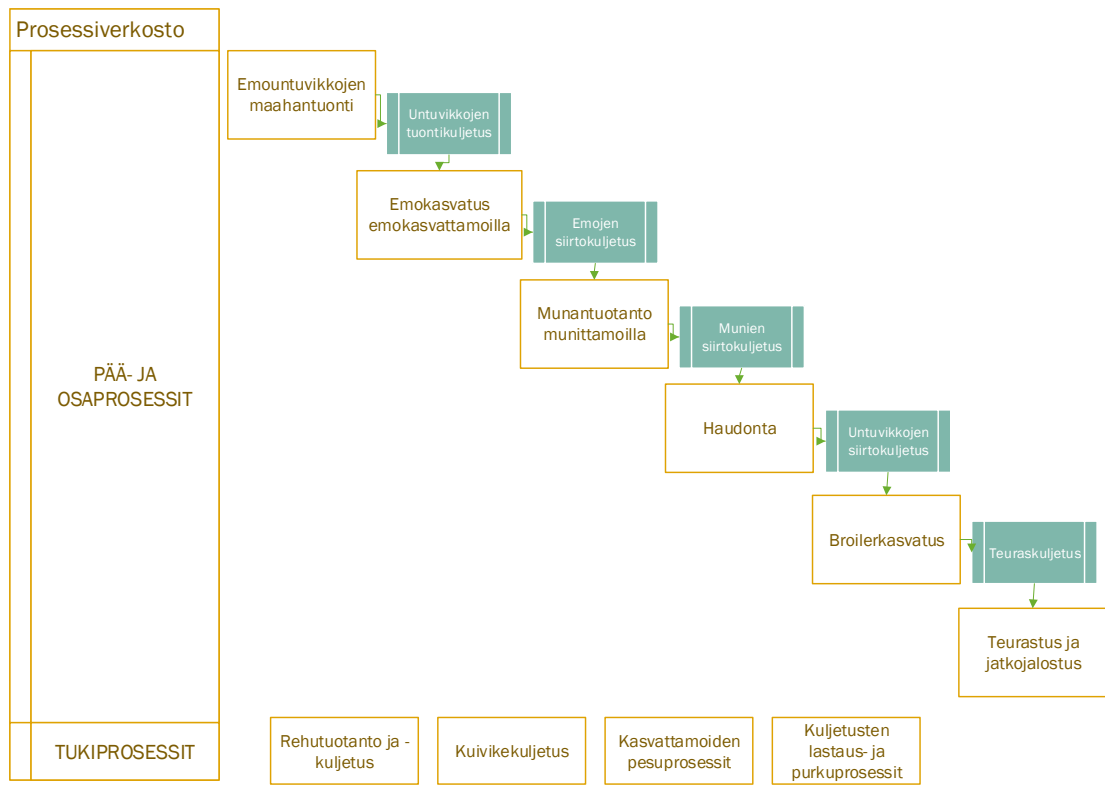 Prosessiverkosto
Emountuvikkojen
maahantuonti
Untuvikkojen
tuontikuljetus
Emokasvatus
emokasvattamoilla
Emojen
siirtokuljetus
Munantuotanto
munittamoilla
Munien
siirtokuljetus
PÄÄ- JA
OSAPROSESSIT
Haudonta
Untuvikkojen
siirtokuljetus
Broilerkasvatus
Teuraskuljetus
Teurastus ja
jatkojalostus
TUKIPROSESSIT
Rehutuotanto ja -
kuljetus
Kuivikekuljetus
Kasvattamoiden
pesuprosessit
Kuljetusten
lastaus- ja
purkuprosessit